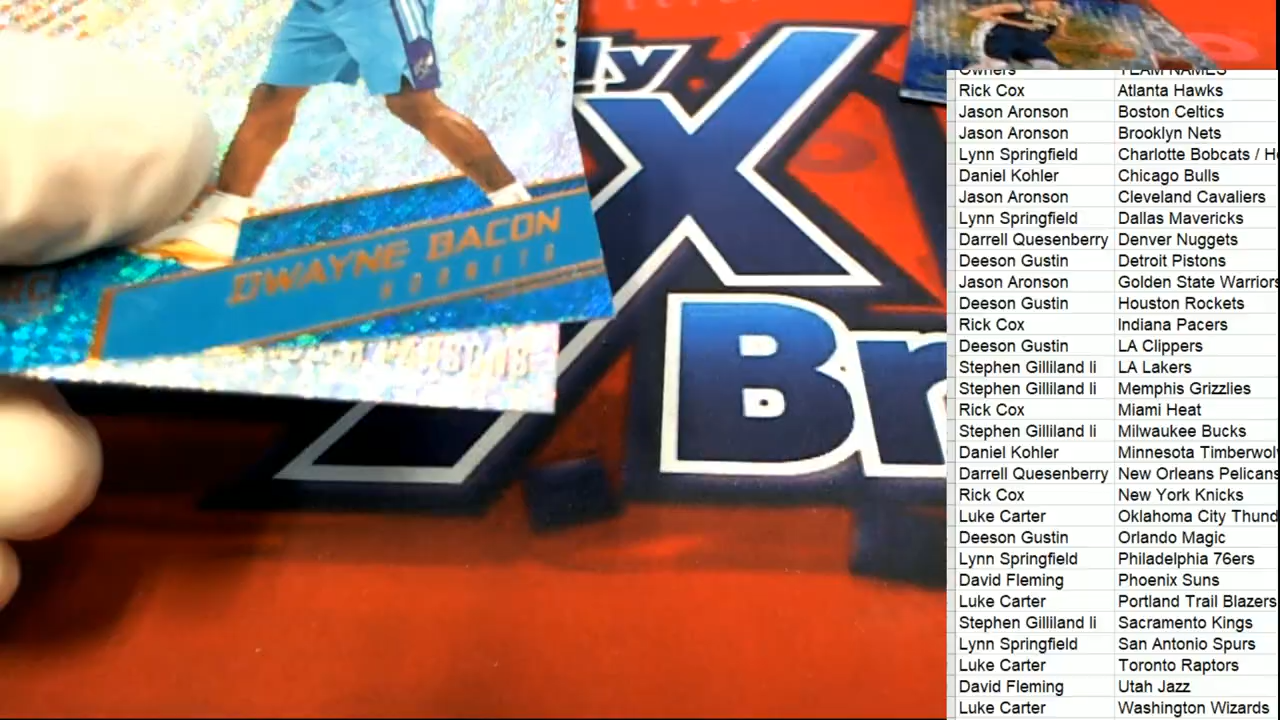 ly
X
Br
DWAYNE BACON
HORNETS
Owners TEAM NAMES
Rick Cox Atlanta Hawks
Jason Aronson Boston Celtics
Jason Aronson Brooklyn Nets
Lynn Springfield Charlotte Bobcats / H
Daniel Kohler Chicago Bulls
Jason Aronson Cleveland Cavaliers
Lynn Springfield Dallas Mavericks
Darrell Quesenberry Denver Nuggets
Deeson Gustin Detroit Pistons
Jason Aronson Golden State Warriors
Deeson Gustin Houston Rockets
Rick Cox Indiana Pacers
Deeson Gustin LA Clippers
Stephen Gilliland Ii LA Lakers
Stephen Gilliland Ii Memphis Grizzlies
Rick Cox Miami Heat
Stephen Gilliland Ii Milwaukee Bucks
Daniel Kohler Minnesota Timberwol
Darrell Quesenberry New Orleans Pelicans
Rick Cox New York Knicks
Luke Carter Oklahoma City Thund
Deeson Gustin Orlando Magic
Lynn Springfield Philadelphia 76ers
David Fleming Phoenix Suns
Luke Carter Portland Trail Blazers
Stephen Gilliland Ii Sacramento Kings
Lynn Springfield San Antonio Spurs
Luke Carter Toronto Raptors
David Fleming Utah Jazz
Luke Carter Washington Wizards